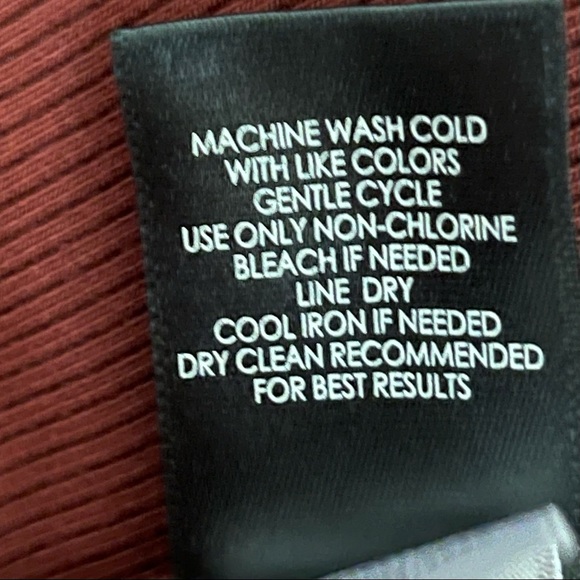 MACHINE WASH COLD
WITH LIKE COLORS
GENTLE CYCLE
USE ONLY NON-CHLORINE
BLEACH IF NEEDED
LINE DRY
COOL IRON IF NEEDED
DRY CLEAN RECOMMENDED
FOR BEST RESULTS